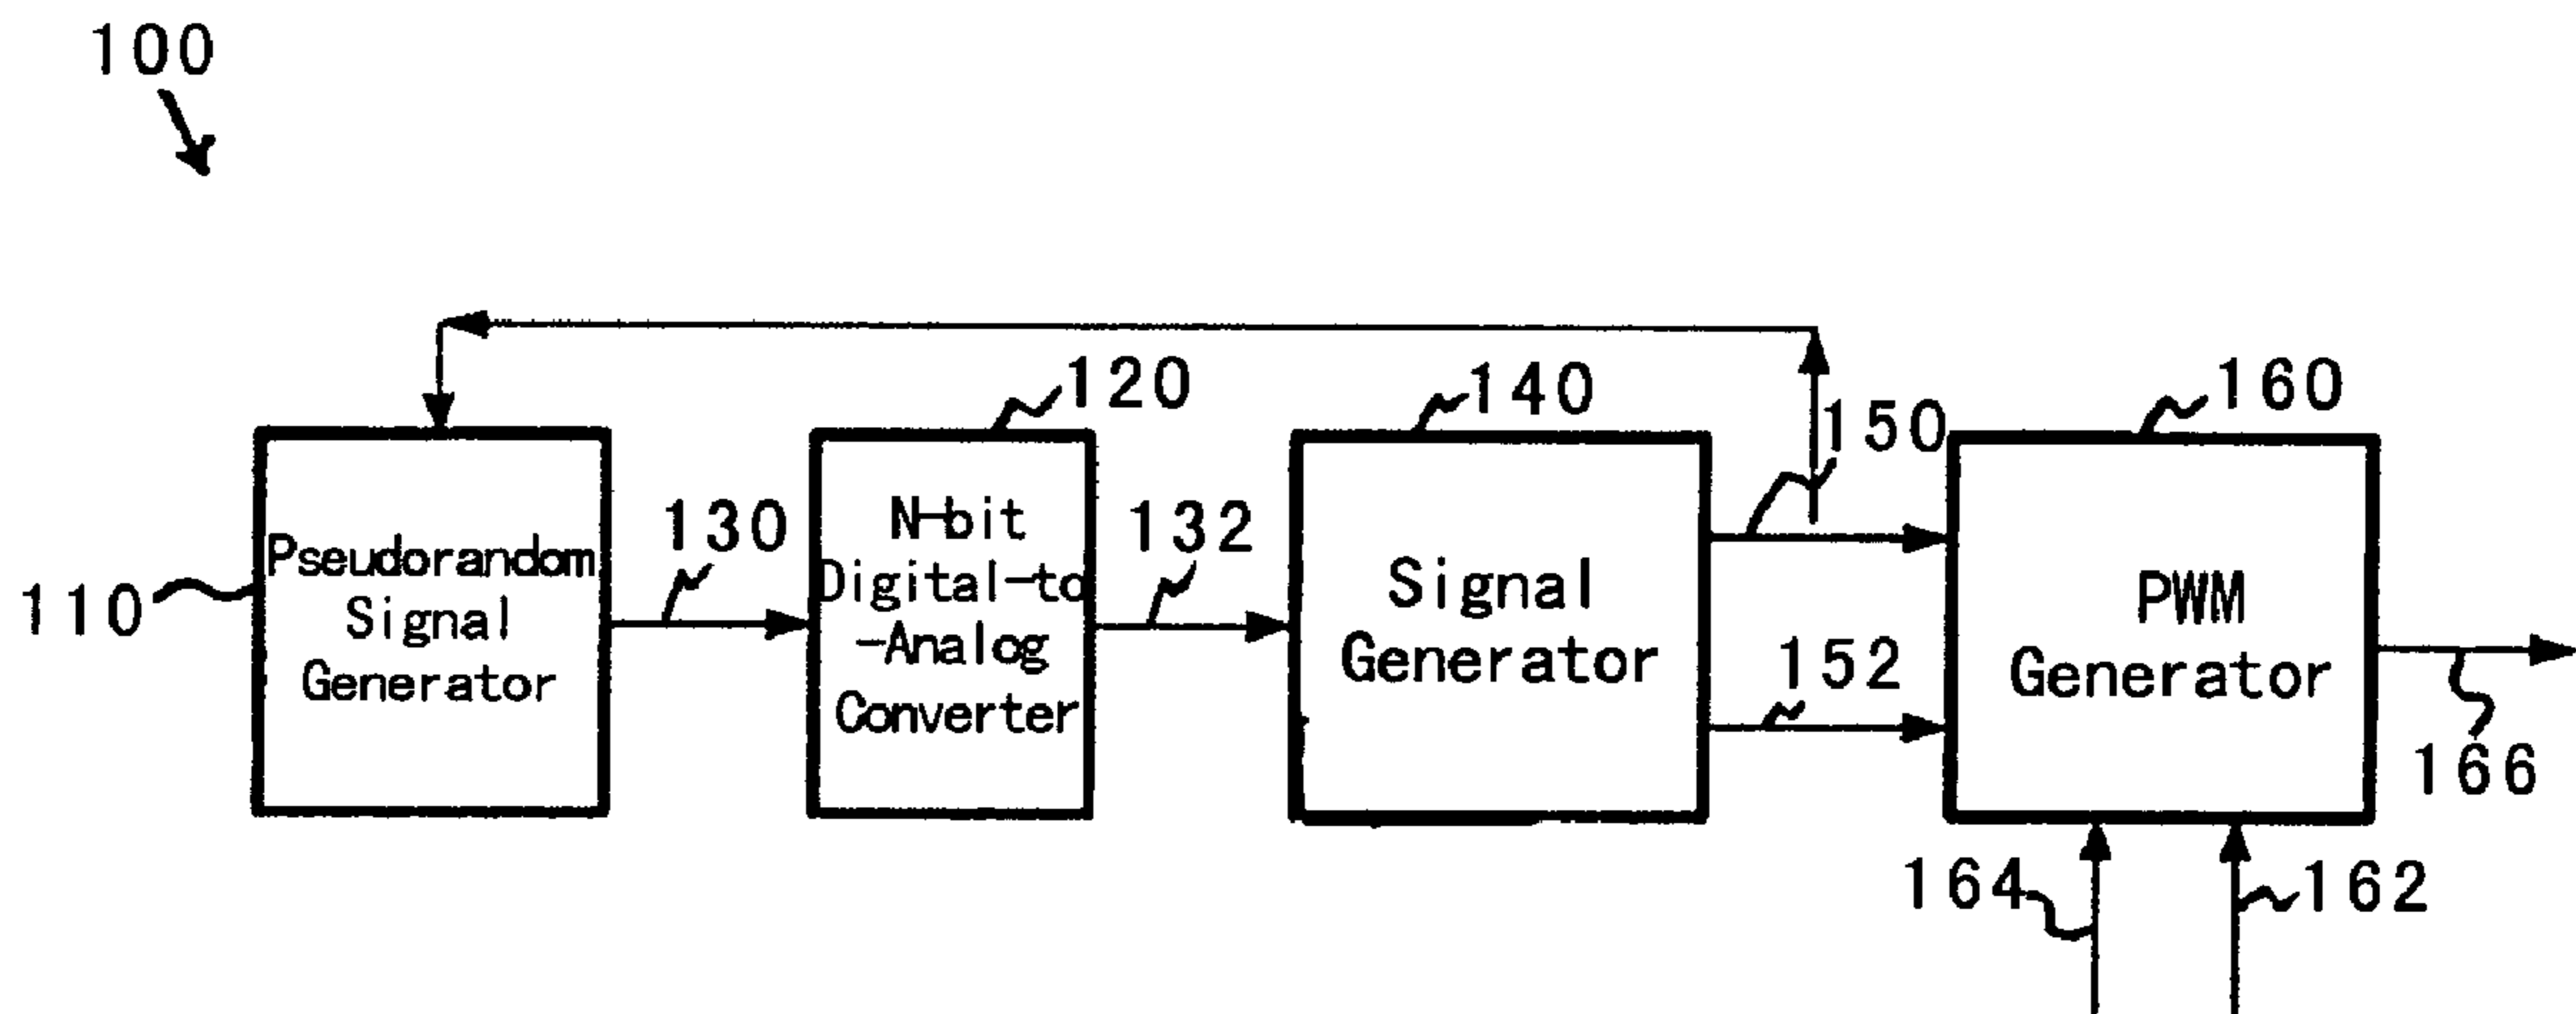 100
120
140
160
150
110
Pseudorandom
Signal
Generator
130
N-bit
Digital-to
-Analog
Converter
132
Signal
Generator
152
PWM
Generator
166
164
162